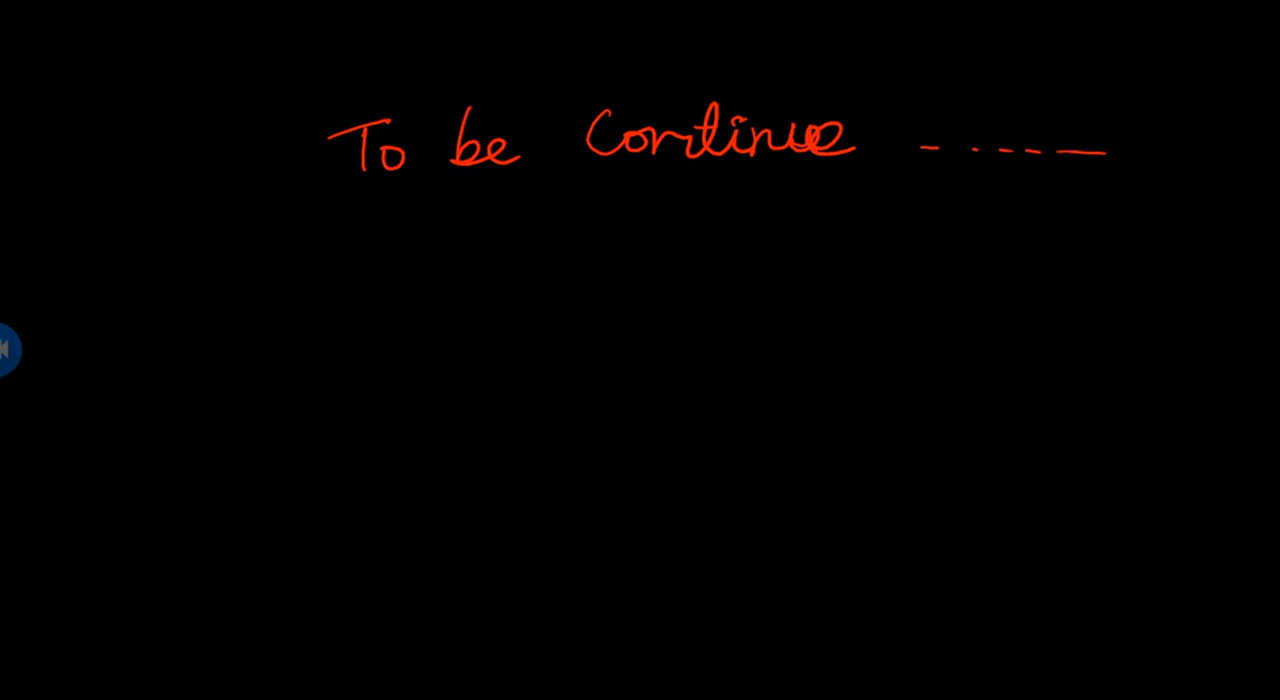 To be Continue - . - - —